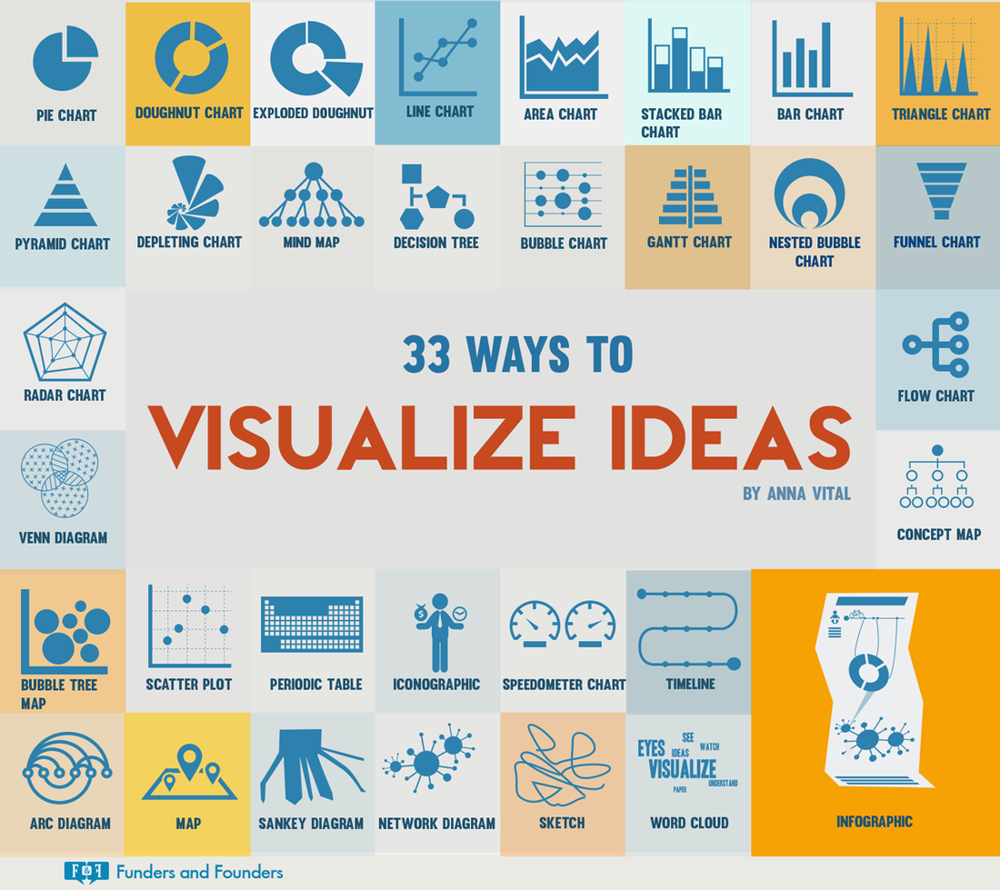 PIE CHART
DOUGHNUT CHART
EXPLODED DOUGHNUT
LINE CHART
AREA CHART
STACKED BAR
CHART
BAR CHART
TRIANGLE CHART
PYRAMID CHART
DEPLETING CHART
MIND MAP
DECISION TREE
BUBBLE CHART
GANTT CHART
NESTED BUBBLE
CHART
FUNNEL CHART
RADAR CHART
33 WAYS TO
VISUALIZE IDEAS
BY ANNA VITAL
FLOW CHART
VENN DIAGRAM
CONCEPT MAP
BUBBLE TREE
MAP
SCATTER PLOT
PERIODIC TABLE
$
ICONOGRAPHIC
SPEEDOMETER CHART
TIMELINE
ARC DIAGRAM
MAP
SANKEY DIAGRAM
NETWORK DIAGRAM
SKETCH
SEE
EYES IDEAS WATCH
VISUALIZE
UNDERSTAND
PAPER
WORD CLOUD
INFOGRAPHIC
F&F Funders and Founders